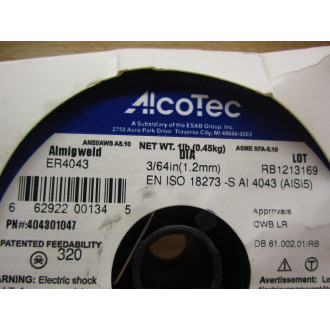 AlcoTec
A Subsidiary of the ESAB Group, Inc.
2750 Aero Park Drive Traverse City, MI 49686-9263
ANSI/AWS A5.10 NET WT. 1lb.(0.45kg) ASME SFA-5.10
Almigweld DIA LOT
ER4043 3/64in(1.2mm) RB1213169
EN ISO 18273 -S Al 4043 (AlSi5)
6 62922 00134 5
PN#:404301047
Approvals
CWB LR
PATENTED FEEDABILITY
320
DB 61.002.01/RB
WARNING: Electric shock